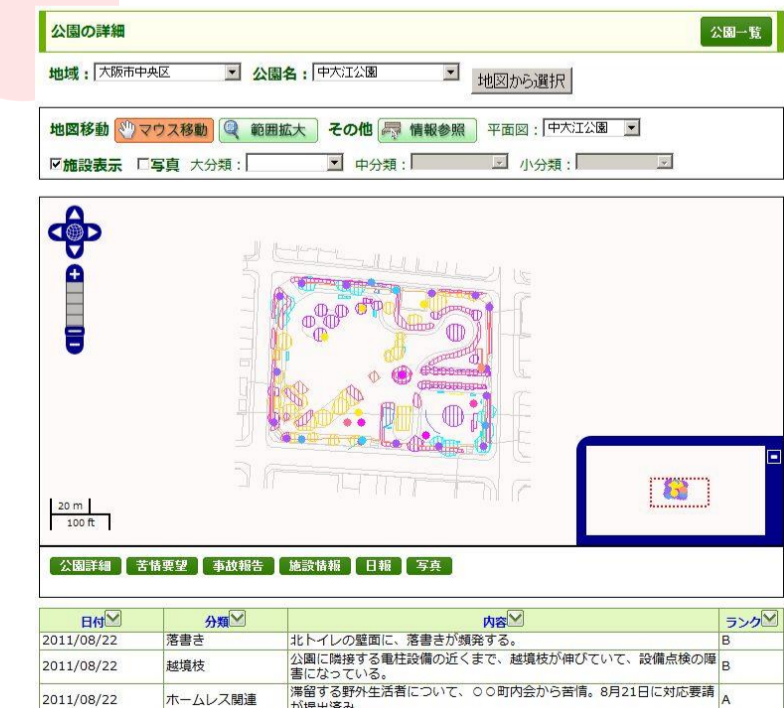 公園の詳細 公園一覧
地域：大阪市中央区 公園名：中大江公園 地図から選択
地図移動 マウス移動 範囲拡大 その他 情報参照 平面図：中大江公園
施設表示 写真 大分類： 中分類： 小分類：
20 m
100 ft
公園詳細 苦情要望 事故報告 施設情報 日報 写真
日付 分類 内容 ランク
2011/08/22 落書き 北トイレの壁面に、落書きが頻発する。 B
2011/08/22 越境枝 公園に隣接する電柱設備の近くまで、越境枝が伸びていて、設備点検の障
害になっている。 B
2011/08/22 ホームレス関連 滞留する野外生活者について、○○町内会から苦情。8月21日に対応要請
が提出済み A